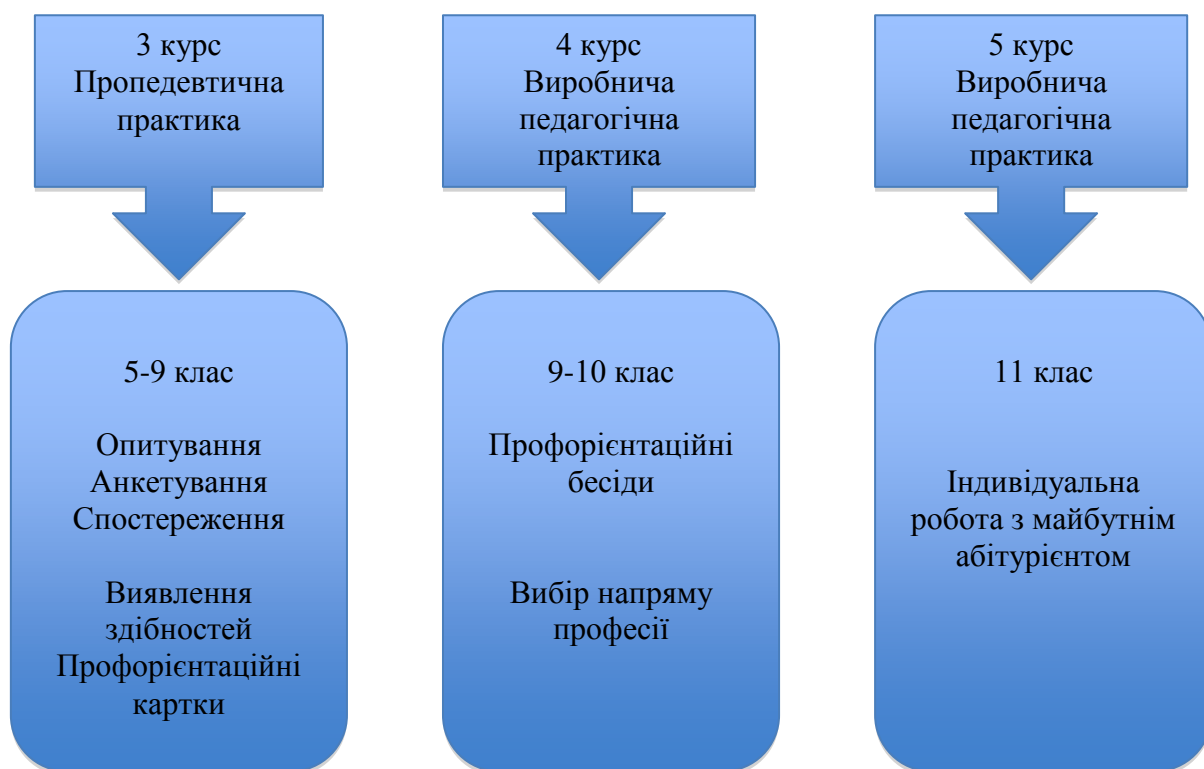 3 курс
Пропедевтична
практика
4 курс
Виробнича
педагогічна
практика
5 курс
Виробнича
педагогічна
практика
5-9 клас
Опитування
Анкетування
Спостереження
Виявлення
здібностей
Профорієнтаційні
картки
9-10 клас
Профорієнтаційні
бесіди
Вибір напряму
професії
11 клас
Індивідуальна
робота з майбутнім
абітурієнтом